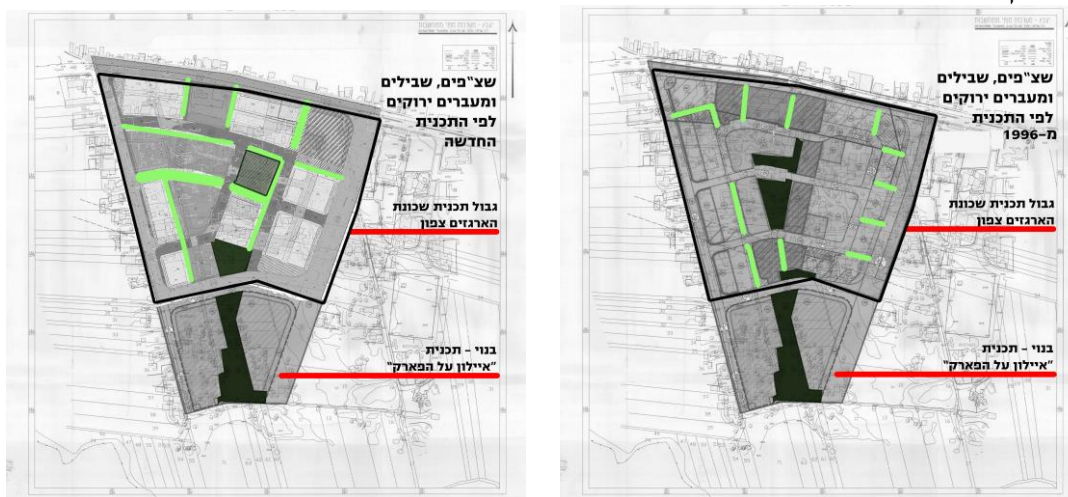 שצ"פים, שבילים
ומעברים ירוקים
לפי התכנית
החדשה
גבול תכנית שכונת
הארגזים צפון
בנוי - תכנית
"איילון על הפארק"
שצ"פים, שבילים
ומעברים ירוקים
לפי התכנית
מ-1996
גבול תכנית שכונת
הארגזים צפון
בנוי - תכנית
"איילון על הפארק"